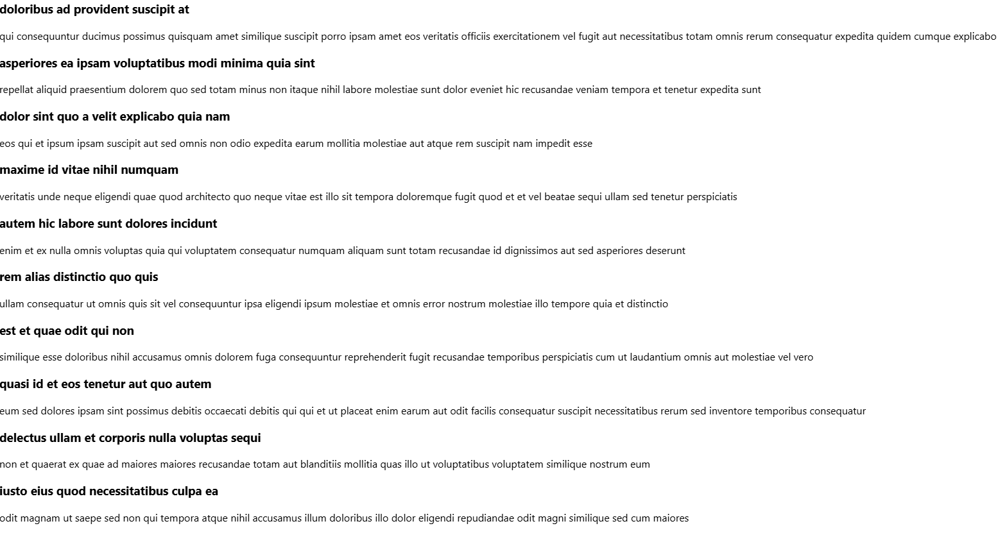 doloribus ad provident suscipit at
qui consequuntur ducimus possimus quisquam amet similique suscipit porro ipsam amet eos veritatis officiis exercitationem vel fugit aut necessitatibus totam omnis rerum consequatur expedita quidem cumque explicabo
asperiores ea ipsam voluptatibus modi minima quia sint
repellat aliquid praesentium dolorem quo sed totam minus non itaque nihil labore molestiae sunt dolor eveniet hic recusandae veniam tempora et tenetur expedita sunt
dolor sint quo a velit explicabo quia nam
eos qui et ipsum ipsam suscipit aut sed omnis non odio expedita earum mollitia molestiae aut atque rem suscipit nam impedit esse
maxime id vitae nihil numquam
veritatis unde neque eligendi quae quod architecto quo neque vitae est illo sit tempora doloremque fugit quod et et vel beatae sequi ullam sed tenetur perspiciatis
autem hic labore sunt dolores incidunt
enim et ex nulla omnis voluptas quia qui voluptatem consequatur numquam aliquam sunt totam recusandae id dignissimos aut sed asperiores deserunt
rem alias distinctio quo quis
ullam consequatur ut omnis quis sit vel consequuntur ipsa eligendi ipsum molestiae et omnis error nostrum molestiae illo tempore quia et distinctio
est et quae odit qui non
similique esse doloribus nihil accusamus omnis dolorem fuga consequuntur reprehenderit fugit recusandae temporibus perspiciatis cum ut laudantium omnis aut molestiae vel vero
quasi id et eos tenetur aut quo autem
eum sed dolores ipsam sint possimus debitis occaecati debitis qui qui et ut placeat enim earum aut odit facilis consequatur suscipit necessitatibus rerum sed inventore temporibus consequatur
delectus ullam et corporis nulla voluptas sequi
non et quaerat ex quae ad maiores maiores recusandae totam aut blanditiis mollitia quas illo ut voluptatibus voluptatem similique nostrum eum
iusto eius quod necessitatibus culpa ea
odit magnam ut saepe sed non qui tempora atque nihil accusamus illum doloribus illo dolor eligendi repudiandae odit magni similique sed cum maiores